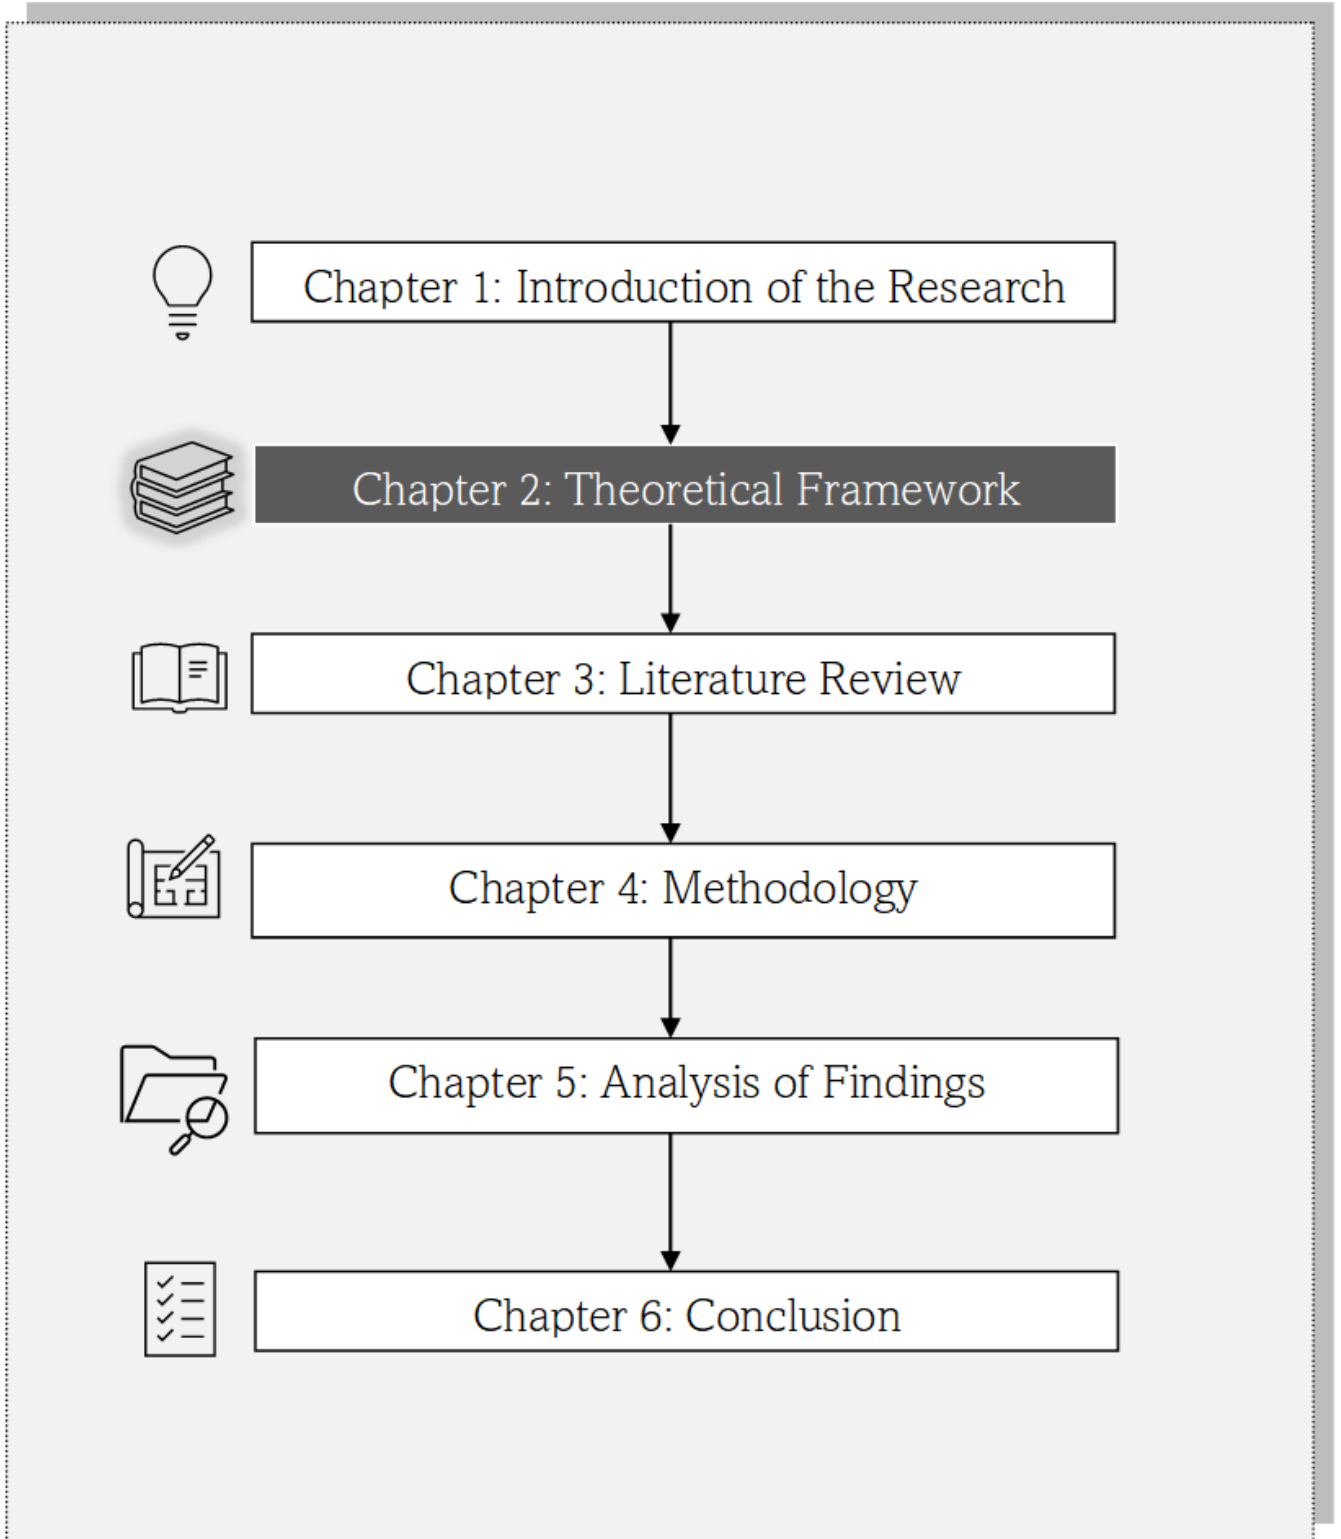 Chapter 1: Introduction of the Research
Chapter 2: Theoretical Framework
Chapter 3: Literature Review
Chapter 4: Methodology
Chapter 5: Analysis of Findings
Chapter 6: Conclusion